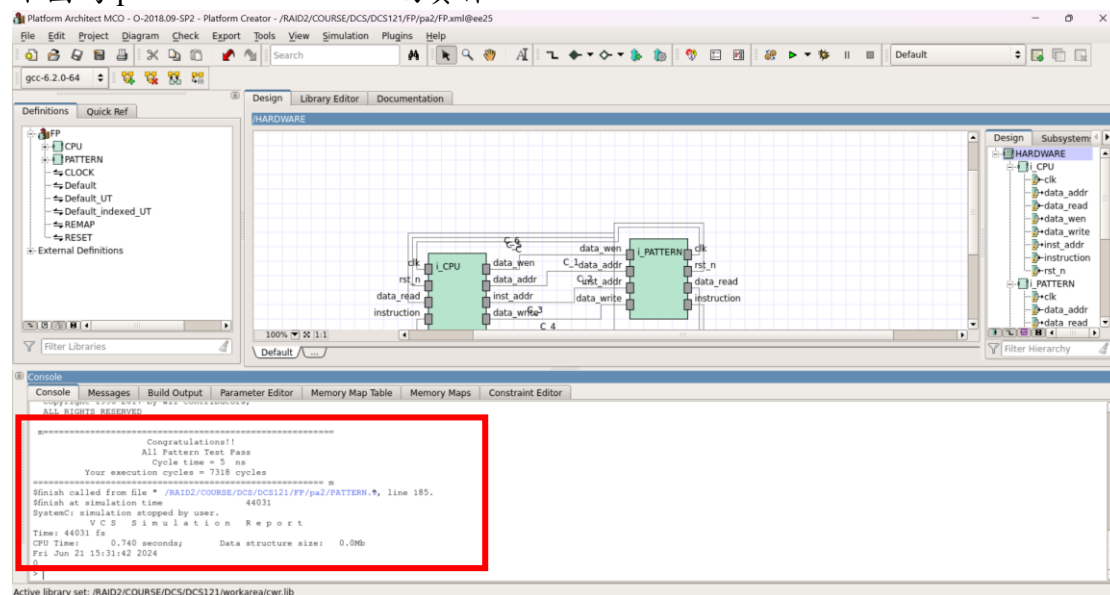 Platform Architect MCO - O-2018.09-SP2 - Platform Creator - /RAID2/COURSE/DCS/DCS121/FP/pa2/FP.xml@ee25
File Edit Project Diagram Check Export Tools View Simulation Plugins Help
Search
Default
gcc-6.2.0-64
Definitions Quick Ref
FP
CPU
PATTERN
CLOCK
Default
Default_UT
Default_indexed_UT
REMAP
RESET
External Definitions
Filter Libraries
Design Library Editor Documentation
/HARDWARE
i_CPU
clk
rst_n
data_read
instruction
data_wen
data_addr
inst_addr
data_write
C_1
C_3
C_4
i_PATTERN
data_wen
data_addr
inst_addr
data_write
clk
rst_n
data_read
instruction
100% 1:1
Default ...
Design Subsystem
HARDWARE
i_CPU
clk
data_addr
data_read
data_wen
data_write
inst_addr
instruction
rst_n
i_PATTERN
clk
data_addr
data_read
Filter Hierarchy
Console
Console Messages Build Output Parameter Editor Memory Map Table Memory Maps Constraint Editor
ALL RIGHTS RESERVED
m==========================================================
Congratulations!!
All Pattern Test Pass
Cycle time = 5 ns
Your execution cycles = 7318 cycles
========================================================== m
$finish called from file " /RAID2/COURSE/DCS/DCS121/FP/pa2/PATTERN.", line 185.
$finish at simulation time 44031
SystemC: simulation stopped by user.
V C S S i m u l a t i o n R e p o r t
Time: 44031 fs
CPU Time: 0.740 seconds; Data structure size: 0.0Mb
Fri Jun 21 15:31:42 2024
0
>
Active library set: /RAID2/COURSE/DCS/DCS121/workarea/cwr.lib